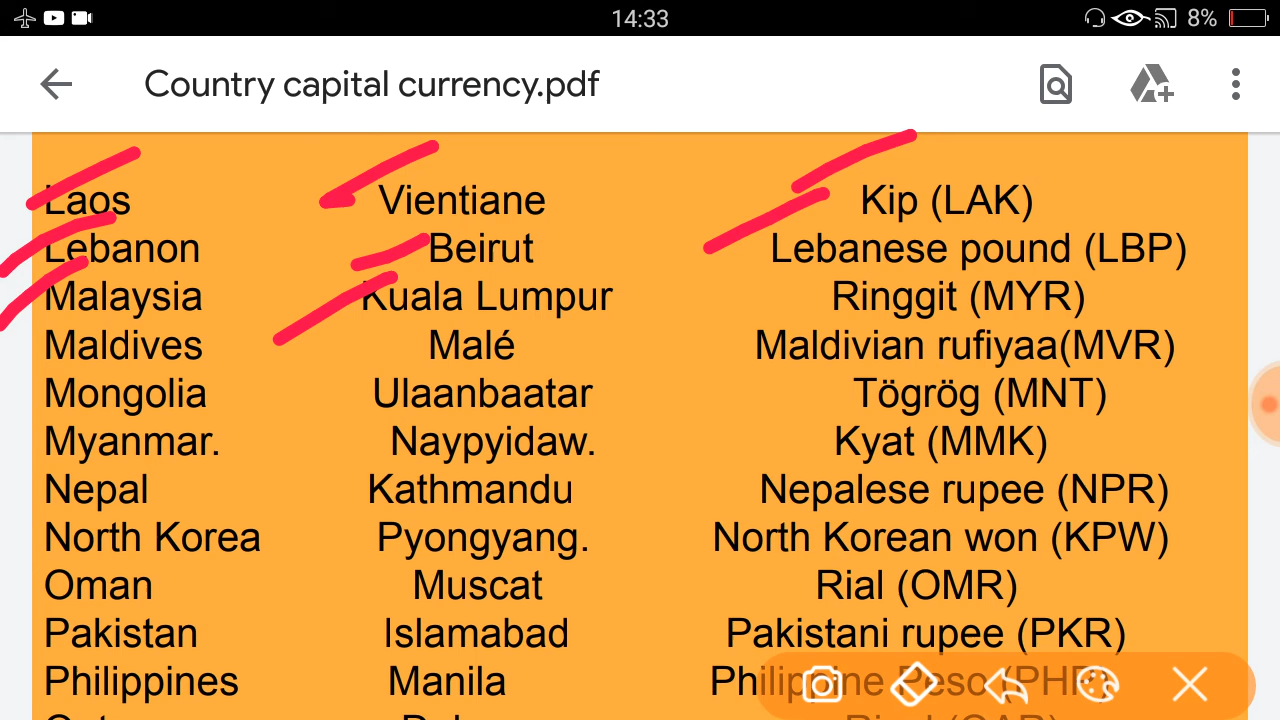 14:33 8%
Country capital currency.pdf
Laos Vientiane Kip (LAK)
Lebanon Beirut Lebanese pound (LBP)
Malaysia Kuala Lumpur Ringgit (MYR)
Maldives Malé Maldivian rufiyaa(MVR)
Mongolia Ulaanbaatar Tögrög (MNT)
Myanmar. Naypyidaw. Kyat (MMK)
Nepal Kathmandu Nepalese rupee (NPR)
North Korea Pyongyang. North Korean won (KPW)
Oman Muscat Rial (OMR)
Pakistan Islamabad Pakistani rupee (PKR)
Philippines Manila Philippine Peso (PHP)